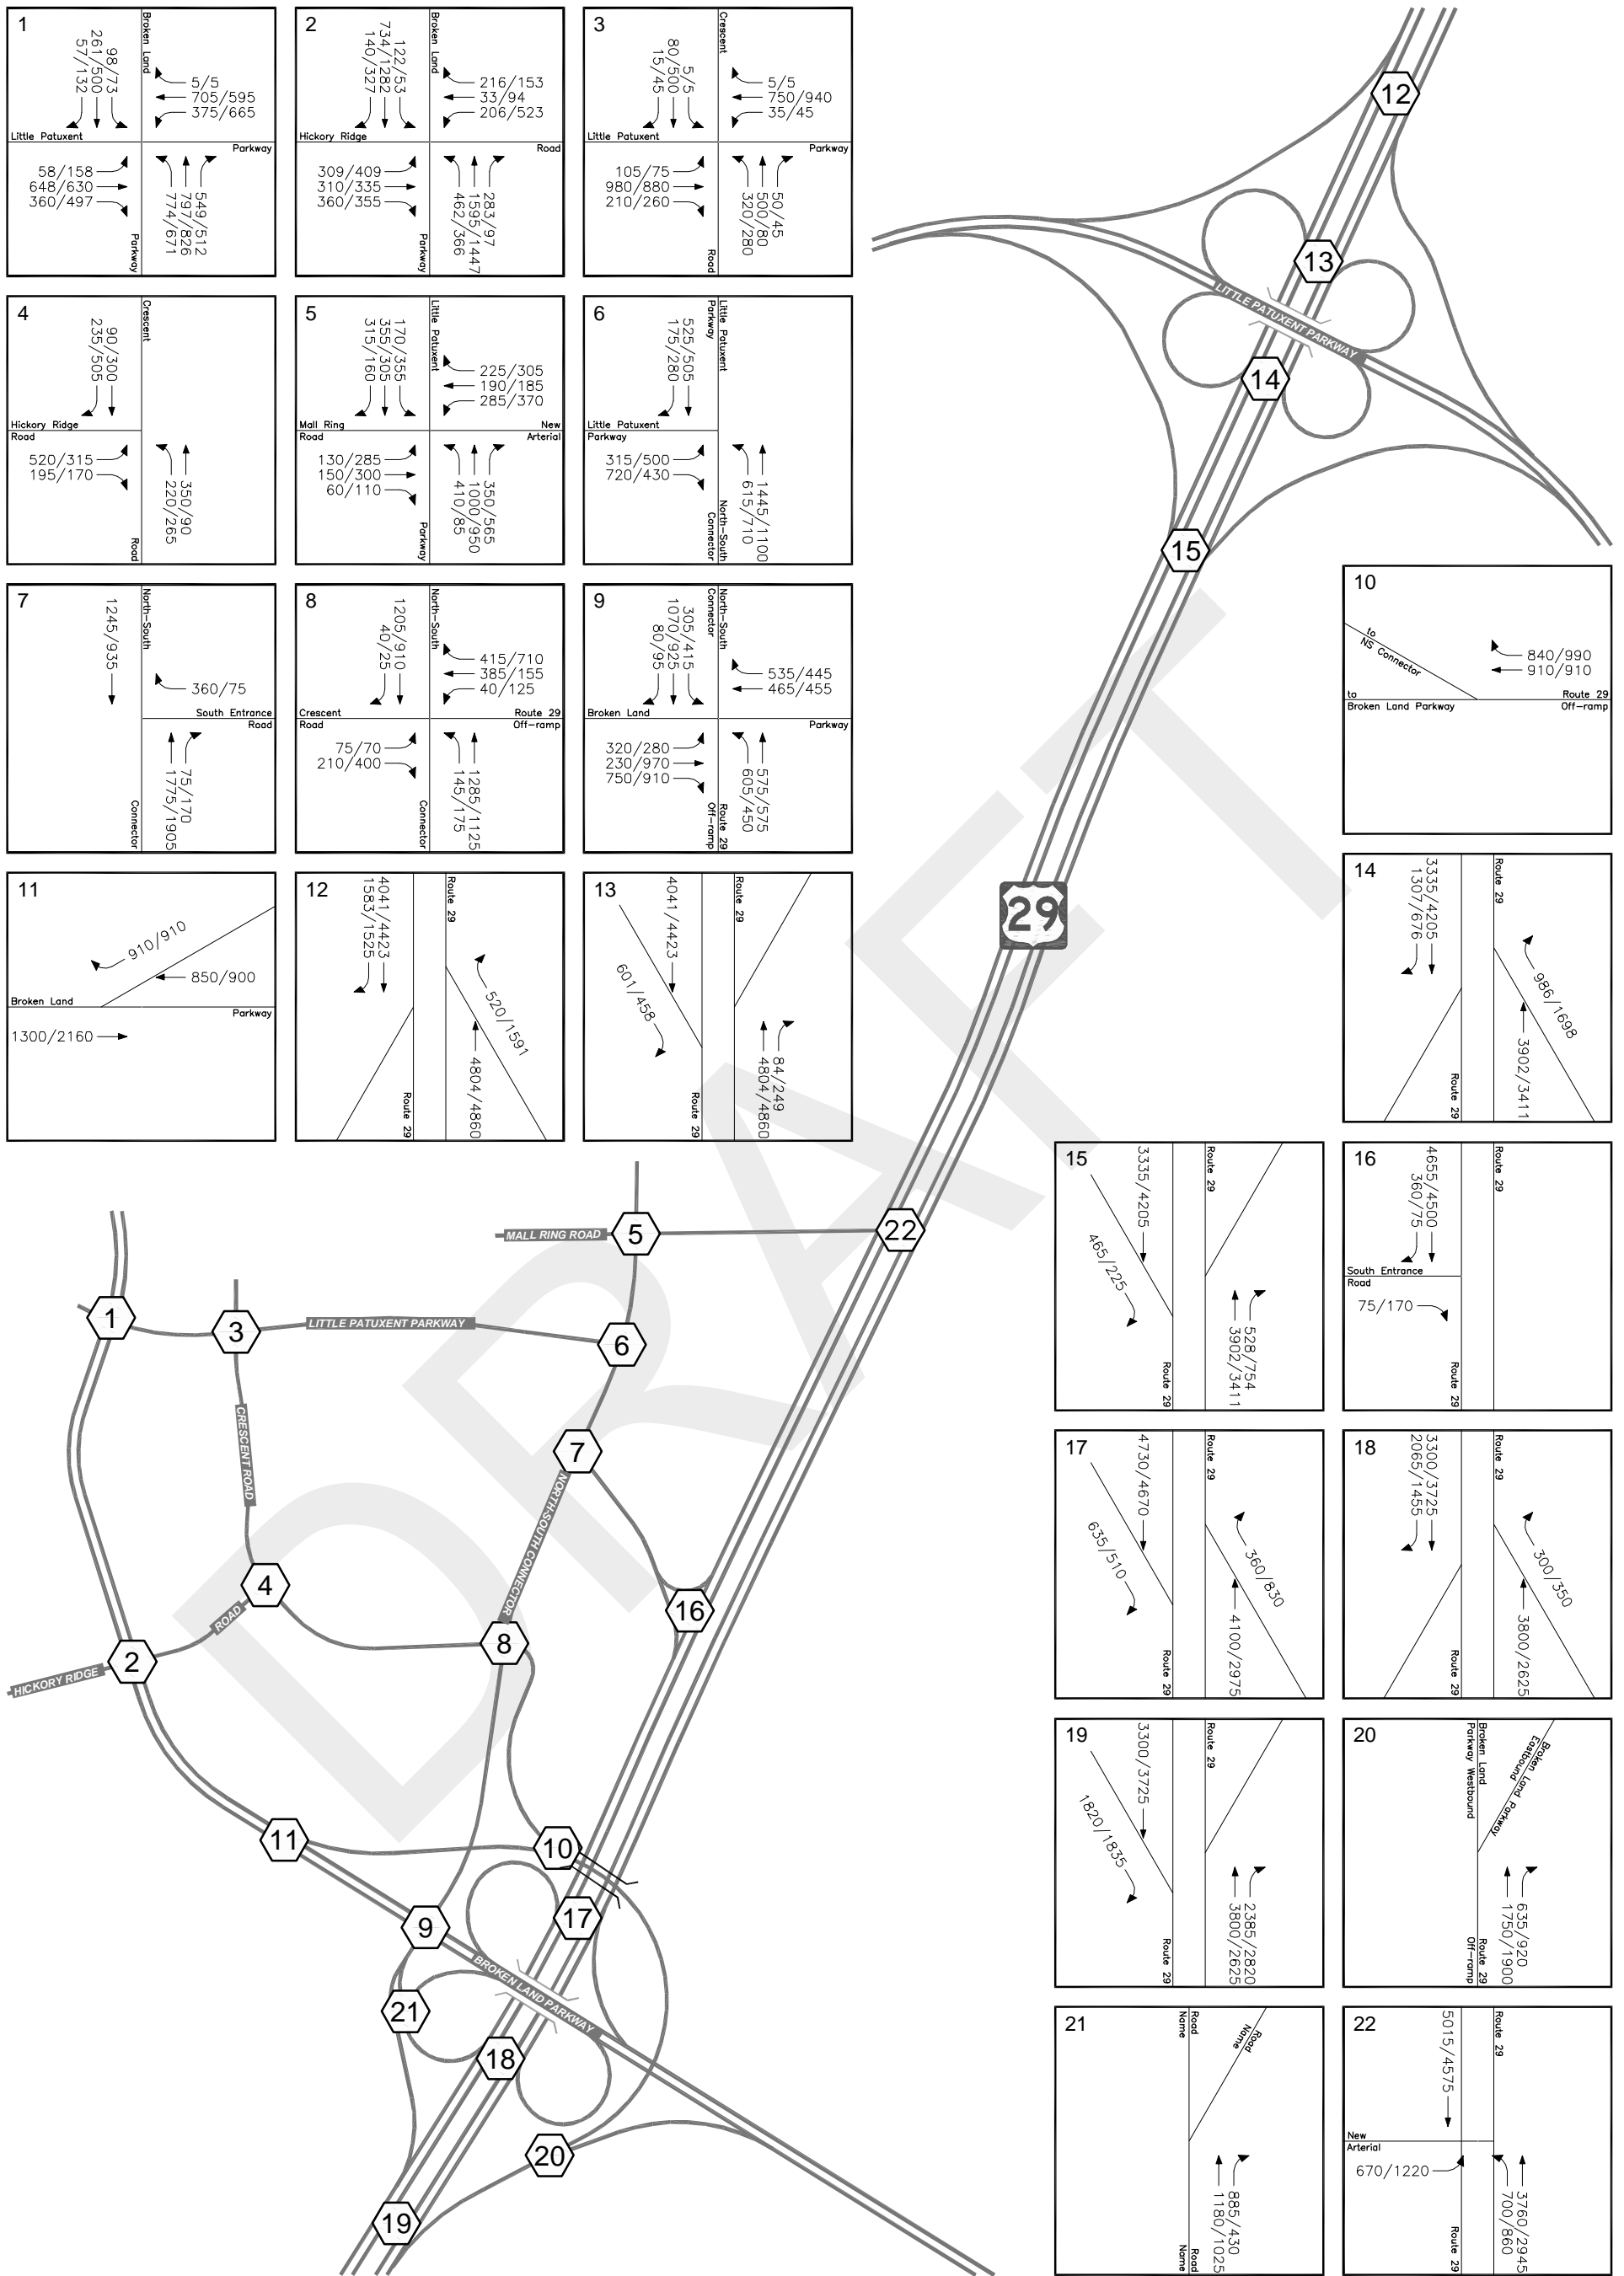 1
Broken Land
98/73
261/500
57/132
5/5
705/595
375/665
Little Patuxent
Parkway
58/158
648/630
360/497
549/512
797/826
774/671
Parkway
2
Broken Land
122/53
734/1282
140/327
216/153
33/94
206/523
Hickory Ridge
Road
309/409
310/335
360/355
283/97
1595/1447
462/366
Parkway
3
Crescent
5/5
80/500
15/45
5/5
750/940
35/45
Little Patuxent
Parkway
105/75
980/880
210/260
50/45
500/80
320/280
Road
4
Crescent
90/300
235/505
Hickory Ridge
Road
520/315
195/170
350/90
220/265
Road
5
Little Patuxent
170/355
355/305
315/160
225/305
190/185
285/370
Mall Ring
Road
New
Arterial
130/285
150/300
60/110
350/565
1000/950
410/85
Parkway
6
Little Patuxent
Parkway
525/505
175/280
Little Patuxent
Parkway
315/500
720/430
1445/1100
615/710
North-South
Connector
7
North-South
1245/935
360/75
South Entrance
Road
75/170
1775/1905
Connector
8
North-South
1205/910
40/25
415/710
385/155
40/125
Crescent
Road
Route 29
Off-ramp
75/70
210/400
1285/1125
145/175
Connector
9
North-South
Connector
305/415
1070/925
80/95
535/445
465/455
Broken Land
Parkway
320/280
230/970
750/910
575/575
605/450
Route 29
Off-ramp
10
to
NS Connector
840/990
910/910
to
Broken Land Parkway
Route 29
Off-ramp
11
910/910
850/900
Broken Land
Parkway
1300/2160
12
Route 29
4041/4423
1583/1525
520/1591
4804/4860
Route 29
13
Route 29
4041/4423
601/458
84/249
4804/4860
Route 29
14
Route 29
3335/4205
1307/676
986/1698
3902/3411
Route 29
15
Route 29
3335/4205
465/225
528/754
3902/3411
Route 29
16
Route 29
4655/4500
360/75
South Entrance
Road
75/170
Route 29
17
Route 29
4730/4670
635/510
360/830
4100/2975
Route 29
18
Route 29
3300/3725
2065/1455
300/350
3800/2625
Route 29
19
Route 29
3300/3725
1820/1835
2385/2820
3800/2625
Route 29
20
Broken Land
Parkway Westbound
Broken Land Parkway
Eastbound
635/920
1750/1900
Route 29
Off-ramp
21
Road
Name
Road
Name
885/430
1180/1025
Road
Name
22
Route 29
5015/4575
New
Arterial
670/1220
3760/2945
700/860
Route 29
12
13
LITTLE PATUXENT PARKWAY
14
15
29
MALL RING ROAD
5
22
1
3
LITTLE PATUXENT PARKWAY
6
CRESCENT ROAD
7
NORTH-SOUTH CONNECTOR
4
16
ROAD
8
2
HICKORY RIDGE
11
10
9
17
BROKEN LAND PARKWAY
21
18
20
19
DRAFT